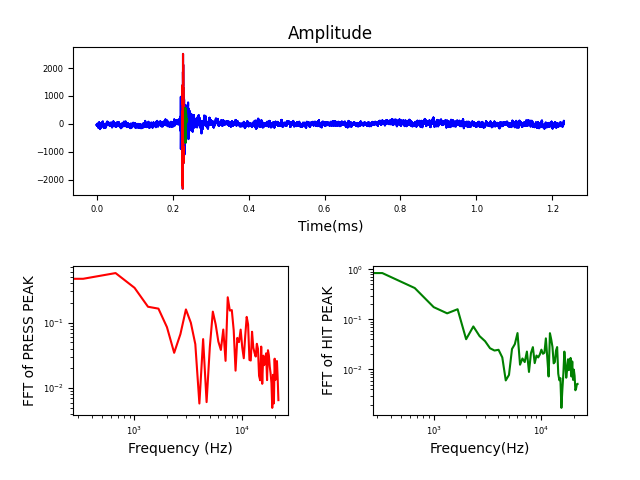 Amplitude
2000
1000
0
−1000
−2000
0.0 0.2 0.4 0.6 0.8 1.0 1.2
Time(ms)
FFT of PRESS PEAK
10⁻¹
10⁻²
10³ 10⁴
Frequency (Hz)
FFT of HIT PEAK
10⁰
10⁻¹
10⁻²
10³ 10⁴
Frequency(Hz)